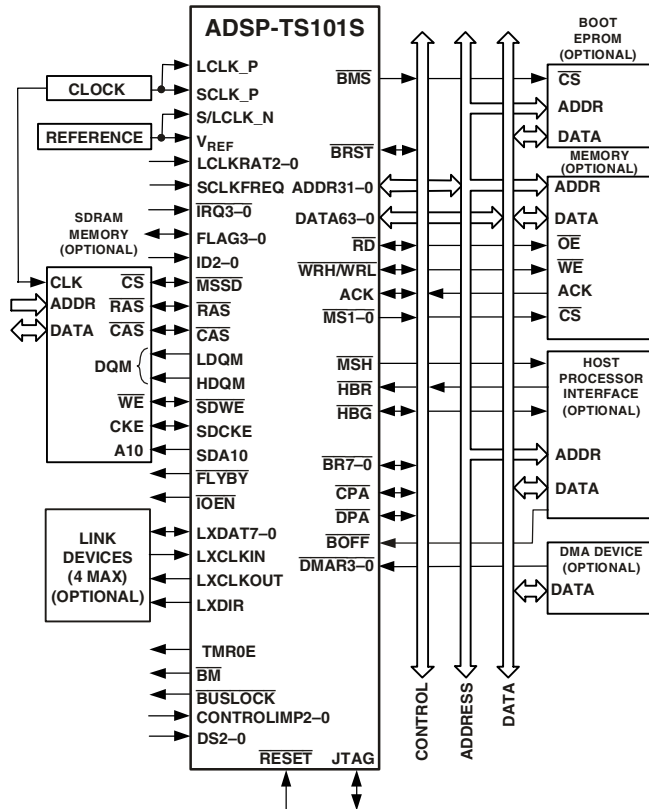 ADSP-TS101S
LCLK_P
SCLK_P
S/LCLK_N
VREF
LCLKRAT2–0
SCLKFREQ
IRQ3–0
FLAG3–0
ID2–0
MSSD
RAS
CAS
LDQM
HDQM
SDWE
SDCKE
SDA10
FLYBY
IOEN
LXDAT7–0
LXCLKIN
LXCLKOUT
LXDIR
TMR0E
BM
BUSLOCK
CONTROLIMP2–0
DS2–0
RESET
JTAG
BMS
BRST
ADDR31–0
DATA63–0
RD
WRH/WRL
ACK
MS1–0
MSH
HBR
HBG
BR7–0
CPA
DPA
BOFF
DMAR3–0
CLOCK
REFERENCE
SDRAM
MEMORY
(OPTIONAL)
CLK
ADDR
DATA
CS
RAS
CAS
DQM
WE
CKE
A10
LINK
DEVICES
(4 MAX)
(OPTIONAL)
CONTROL
ADDRESS
DATA
BOOT
EPROM
(OPTIONAL)
CS
ADDR
DATA
MEMORY
(OPTIONAL)
ADDR
DATA
OE
WE
ACK
CS
HOST
PROCESSOR
INTERFACE
(OPTIONAL)
ADDR
DATA
DMA DEVICE
(OPTIONAL)
DATA